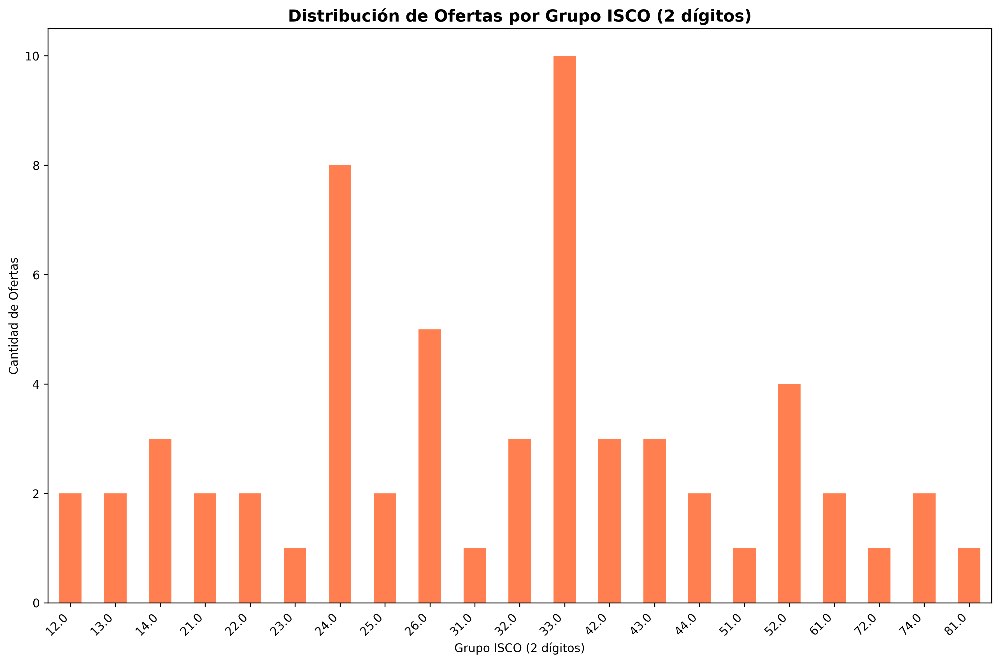 Distribución de Ofertas por Grupo ISCO (2 dígitos)
Cantidad de Ofertas
10
8
6
4
2
0
12.0 13.0 14.0 21.0 22.0 23.0 24.0 25.0 26.0 31.0 32.0 33.0 42.0 43.0 44.0 51.0 52.0 61.0 72.0 74.0 81.0
Grupo ISCO (2 dígitos)